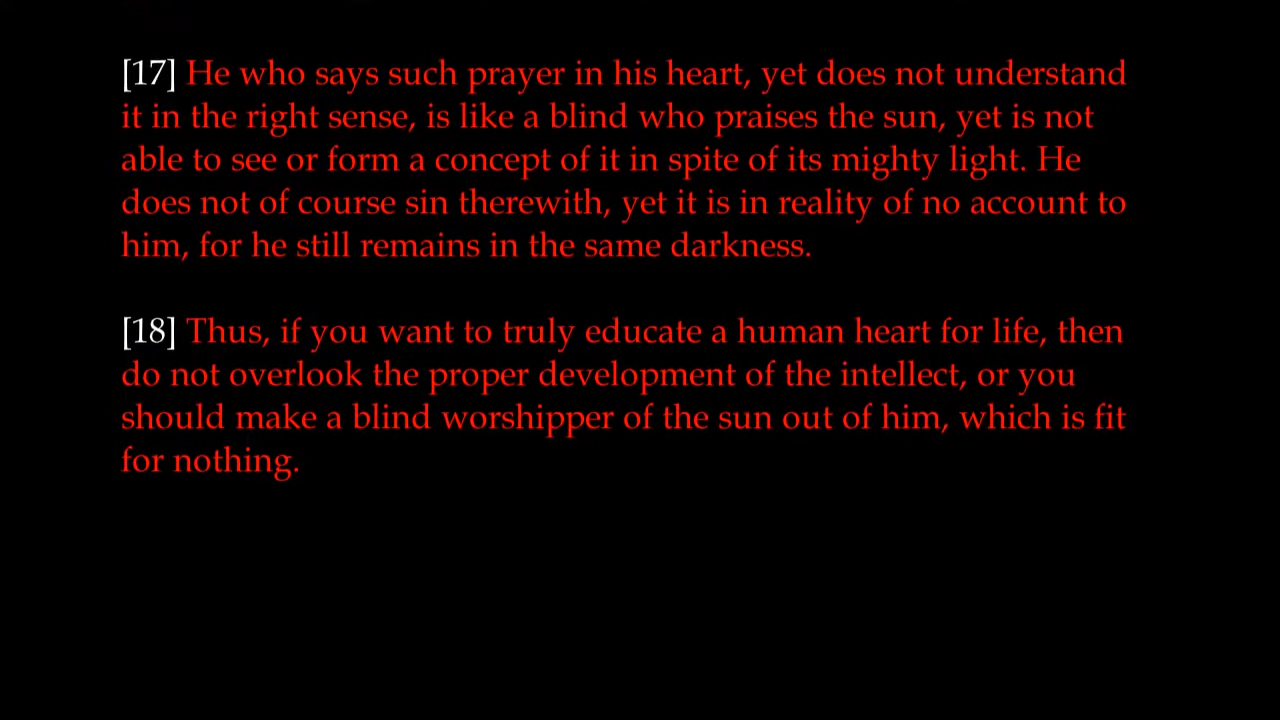 [17] He who says such prayer in his heart, yet does not understand
it in the right sense, is like a blind who praises the sun, yet is not
able to see or form a concept of it in spite of its mighty light. He
does not of course sin therewith, yet it is in reality of no account to
him, for he still remains in the same darkness.
[18] Thus, if you want to truly educate a human heart for life, then
do not overlook the proper development of the intellect, or you
should make a blind worshipper of the sun out of him, which is fit
for nothing.